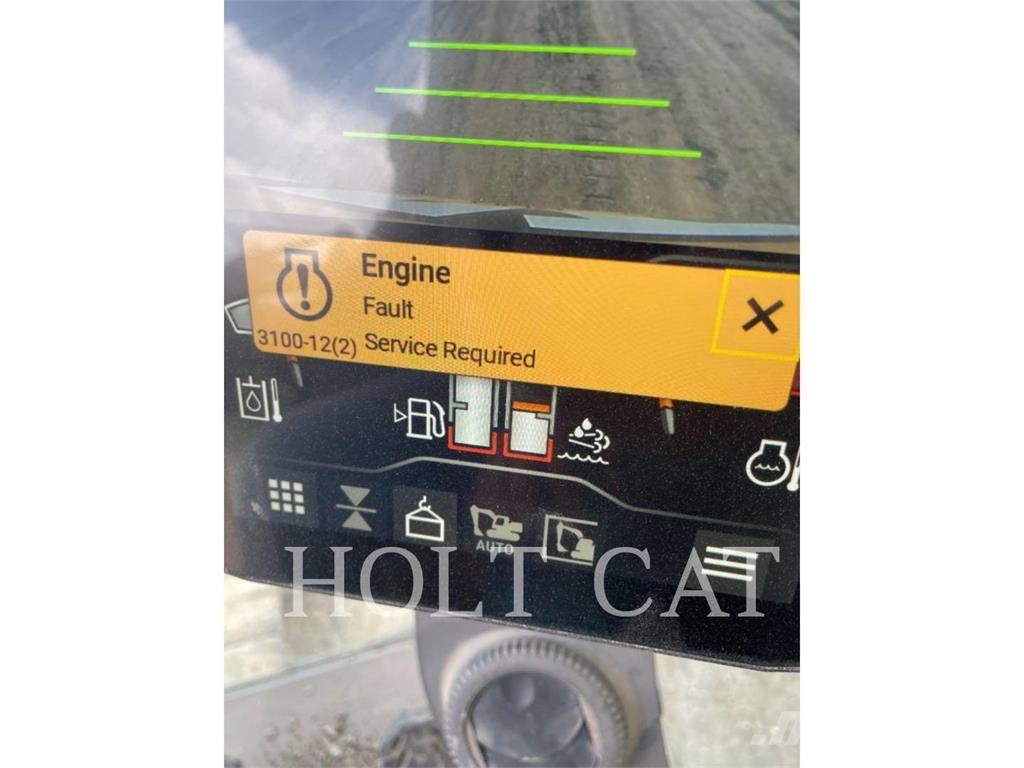 Engine
Fault
3100-12(2) Service Required
AUTO
HOLT CAT